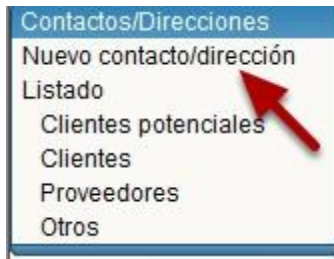 Contactos/Direcciones
Nuevo contacto/dirección
Listado
Clientes potenciales
Clientes
Proveedores
Otros